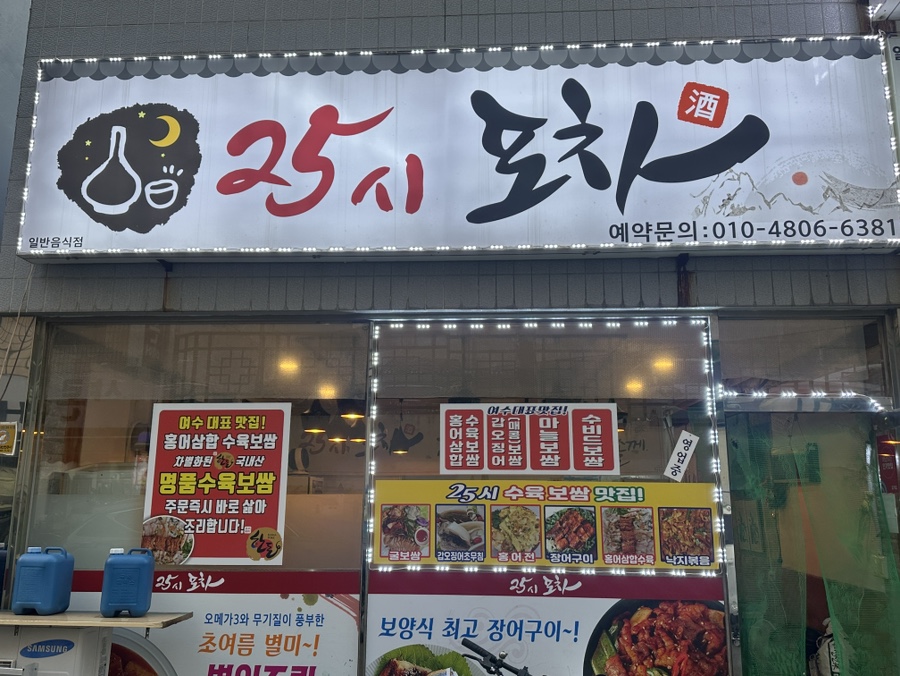 25시 포차 酒
일반음식점
예약문의:010-4806-6381
여수 대표 맛집!
홍어삼합 수육보쌈
차별화된 한돈 국내산
명품수육보쌈
주문즉시 바로 삶아
조리합니다!
한돈
여수대표맛집!
홍어삼합
수육보쌈
갑오징어
매콤보쌈
마늘보쌈
수비드보쌈
영업중
25시 수육보쌈 맛집!
굴보쌈
갑오징어초무침
홍어전
장어구이
홍어삼합수육
낙지볶음
25시 포차
25시 포차
오메가3와 무기질이 풍부한
초여름 별미~!
보양식 최고 장어구이~!
SAMSUNG